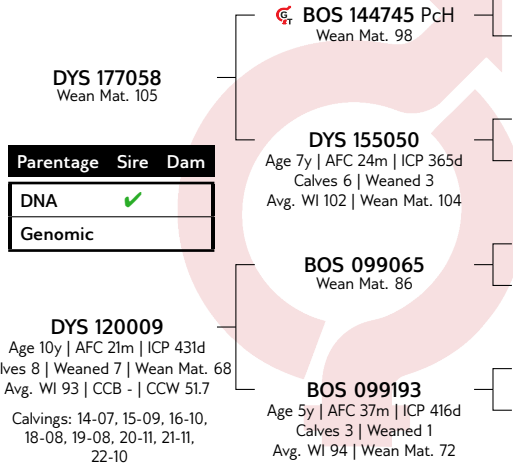 BOS 144745 PcH
Wean Mat. 98
DYS 177058
Wean Mat. 105
DYS 155050
Age 7y | AFC 24m | ICP 365d
Calves 6 | Weaned 3
Avg. WI 102 | Wean Mat. 104
Parentage Sire Dam
DNA ✔
Genomic
BOS 099065
Wean Mat. 86
DYS 120009
Age 10y | AFC 21m | ICP 431d
lves 8 | Weaned 7 | Wean Mat. 68
Avg. WI 93 | CCB - | CCW 51.7
Calvings: 14-07, 15-09, 16-10,
18-08, 19-08, 20-11, 21-11,
22-10
BOS 099193
Age 5y | AFC 37m | ICP 416d
Calves 3 | Weaned 1
Avg. WI 94 | Wean Mat. 72